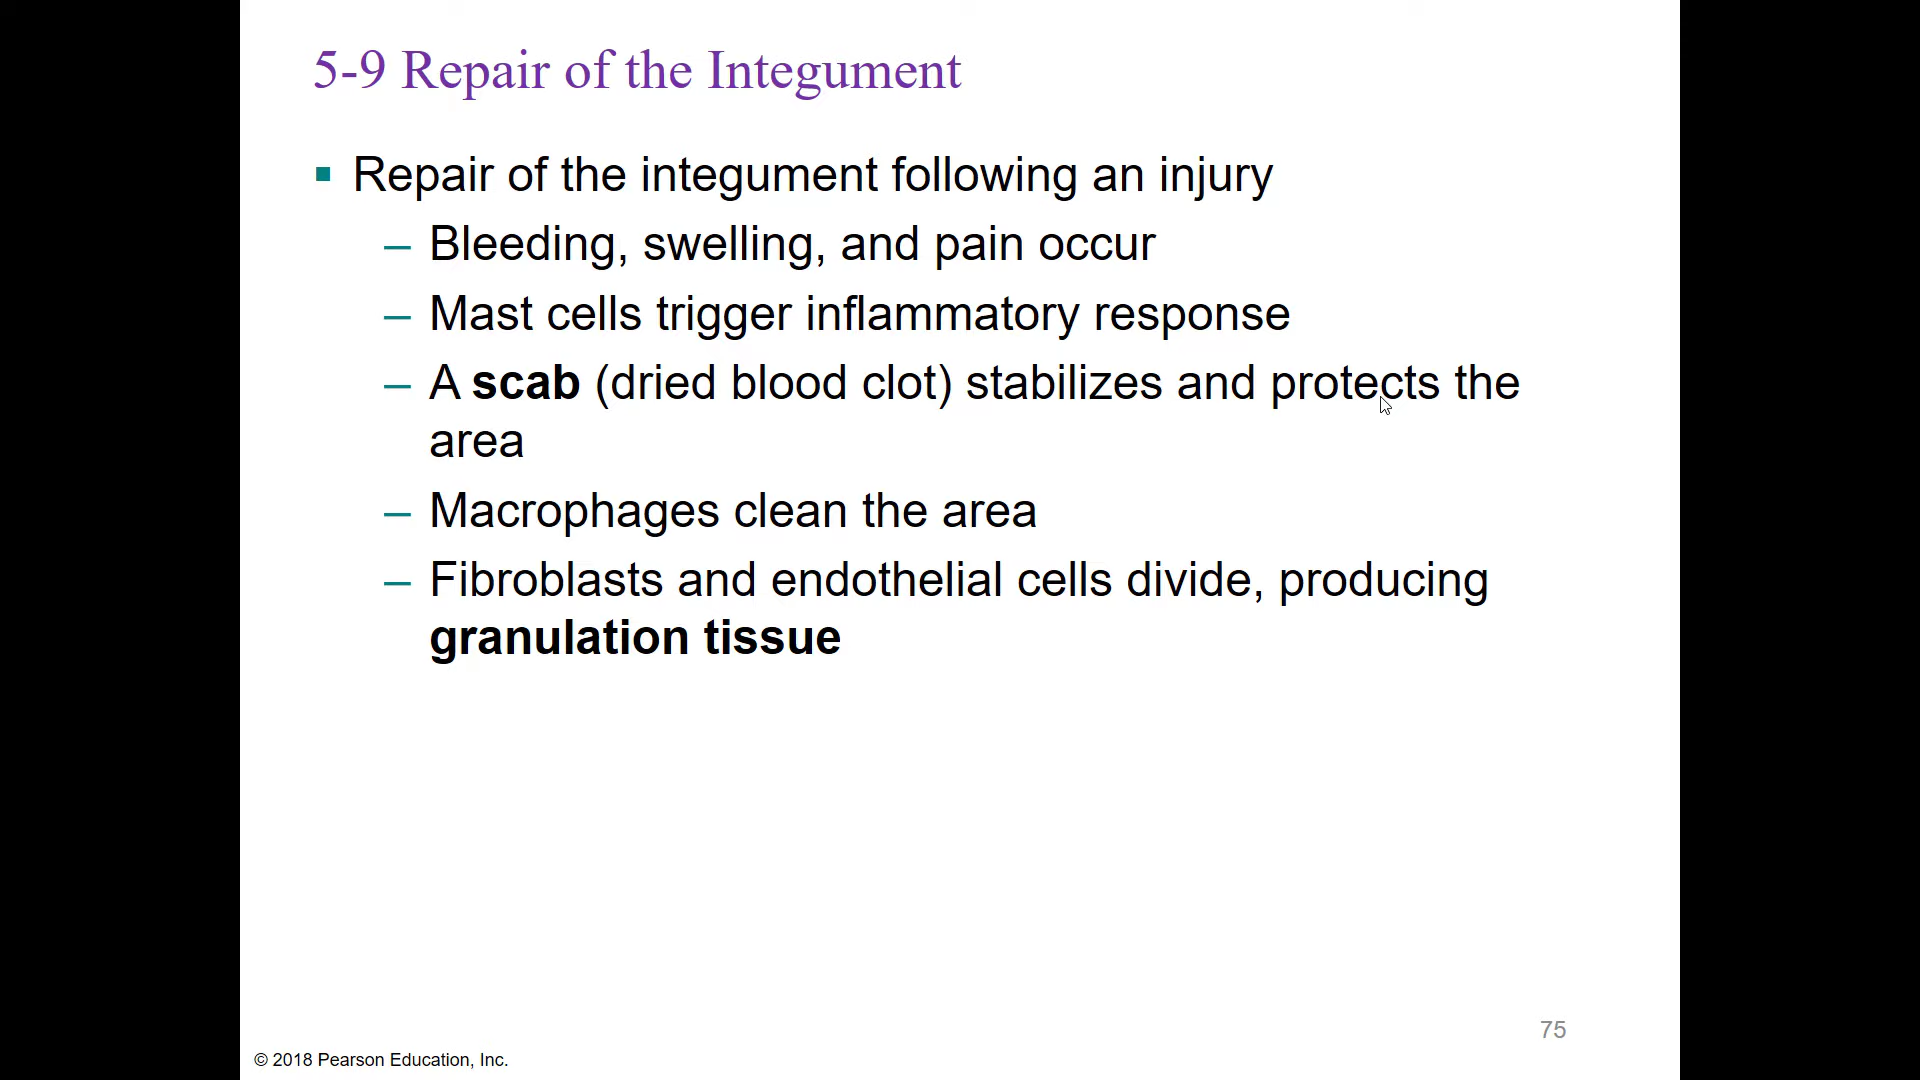 5-9 Repair of the Integument
▪ Repair of the integument following an injury
– Bleeding, swelling, and pain occur
– Mast cells trigger inflammatory response
– A scab (dried blood clot) stabilizes and protects the
area
– Macrophages clean the area
– Fibroblasts and endothelial cells divide, producing
granulation tissue
75
© 2018 Pearson Education, Inc.